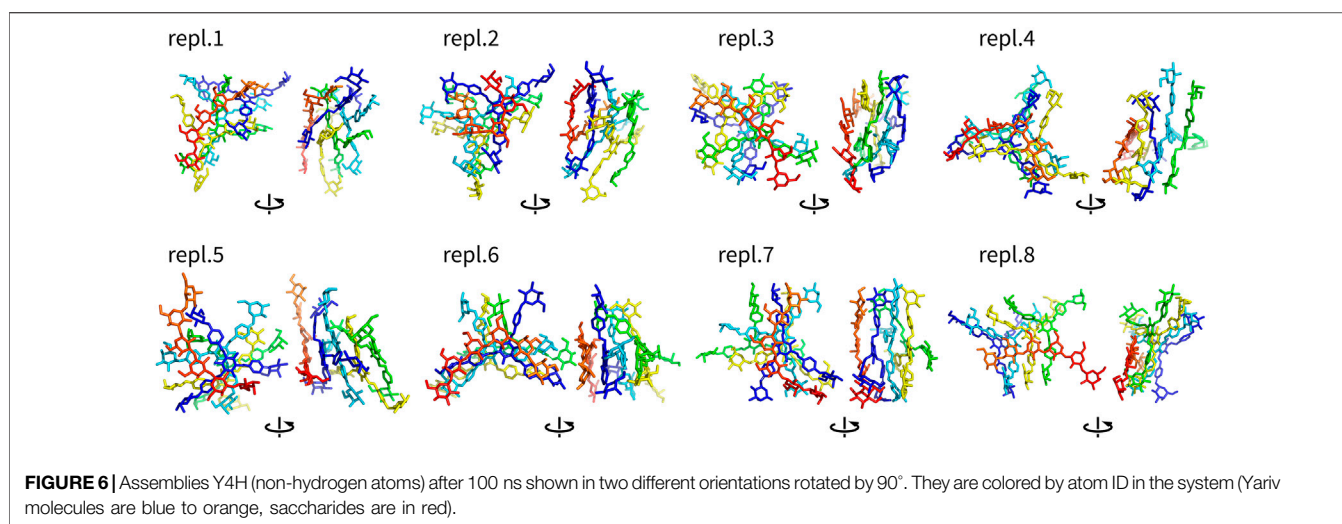 repl.1
repl.2
repl.3
repl.4
repl.5
repl.6
repl.7
repl.8
FIGURE 6 | Assemblies Y4H (non-hydrogen atoms) after 100 ns shown in two different orientations rotated by 90°. They are colored by atom ID in the system (Yariv
molecules are blue to orange, saccharides are in red).